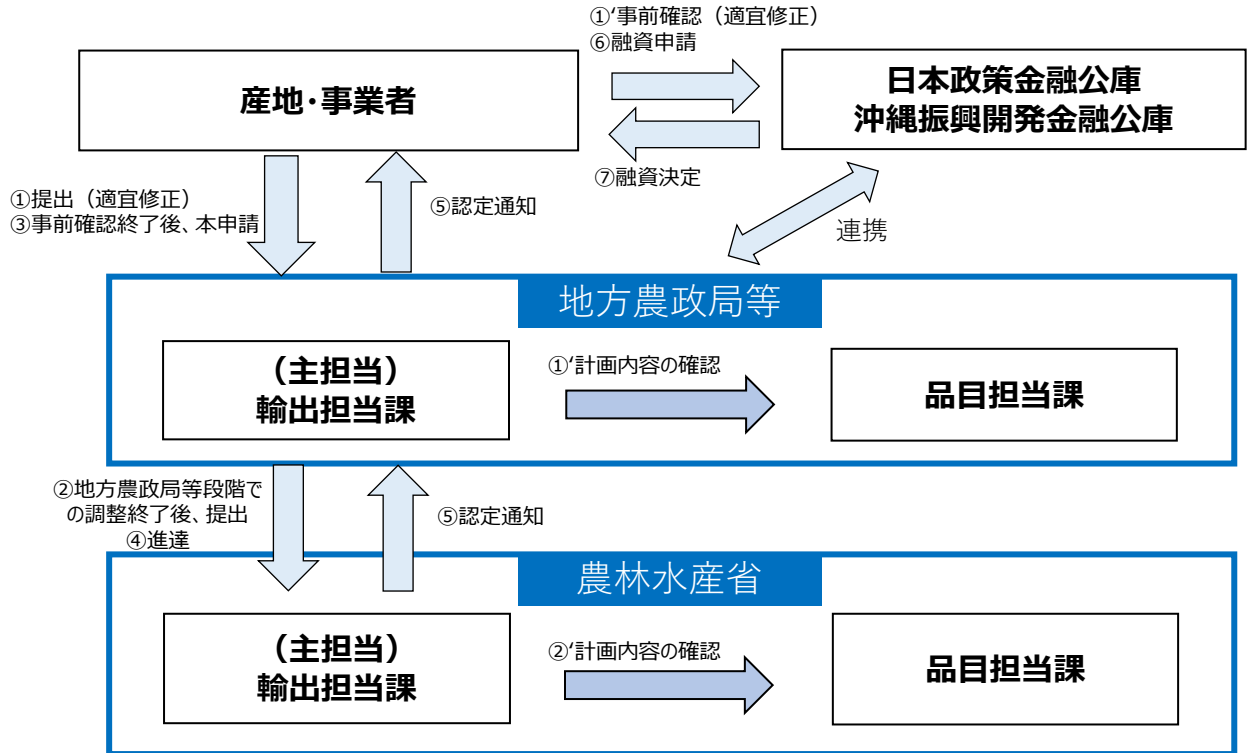 ①‘事前確認（適宜修正）
⑥融資申請
産地･事業者
日本政策金融公庫
沖縄振興開発金融公庫
⑦融資決定
①提出（適宜修正）
③事前確認終了後、本申請
⑤認定通知
連携
地方農政局等
（主担当）
輸出担当課
①‘計画内容の確認
品目担当課
②地方農政局等段階で
の調整終了後、提出
④進達
⑤認定通知
農林水産省
（主担当）
輸出担当課
②‘計画内容の確認
品目担当課